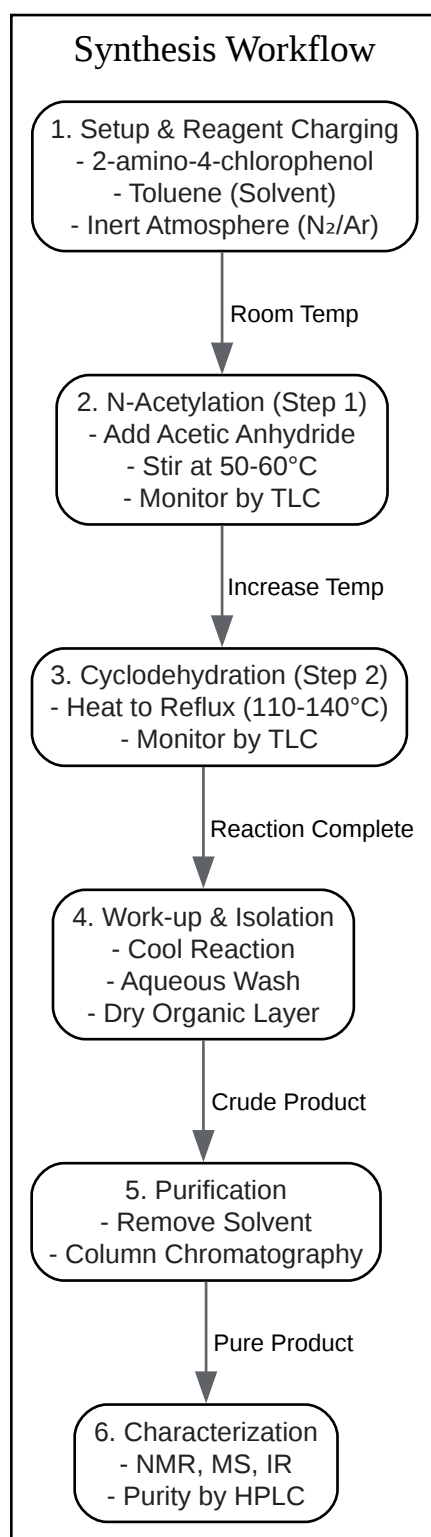 Synthesis Workflow
1. Setup & Reagent Charging
- 2-amino-4-chlorophenol
- Toluene (Solvent)
- Inert Atmosphere (N₂/Ar)
Room Temp
2. N-Acetylation (Step 1)
- Add Acetic Anhydride
- Stir at 50-60°C
- Monitor by TLC
Increase Temp
3. Cyclodehydration (Step 2)
- Heat to Reflux (110-140°C)
- Monitor by TLC
Reaction Complete
4. Work-up & Isolation
- Cool Reaction
- Aqueous Wash
- Dry Organic Layer
Crude Product
5. Purification
- Remove Solvent
- Column Chromatography
Pure Product
6. Characterization
- NMR, MS, IR
- Purity by HPLC